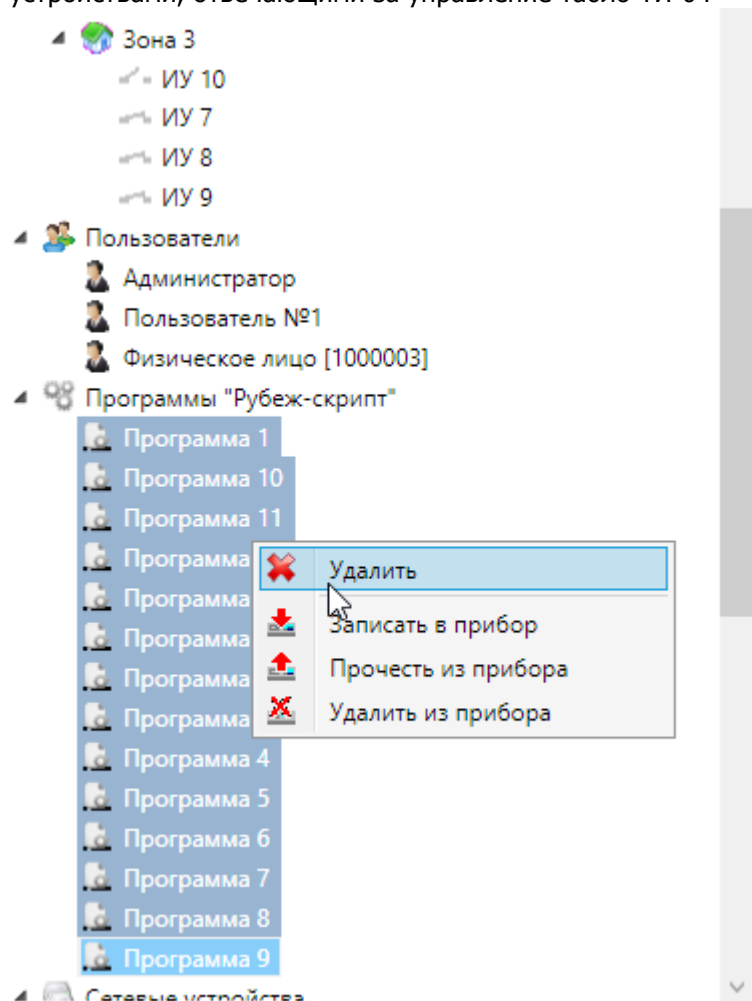 Зона 3
ИУ 10
ИУ 7
ИУ 8
ИУ 9
Пользователи
Администратор
Пользователь №1
Физическое лицо [1000003]
Программы "Рубеж-скрипт"
Программа 1
Программа 10
Программа 11
Программа
Удалить
Программа
Записать в прибор
Программа
Программа
Прочесть из прибора
Программа
Удалить из прибора
Программа 4
Программа 5
Программа 6
Программа 7
Программа 8
Программа 9
Сетевые устройства